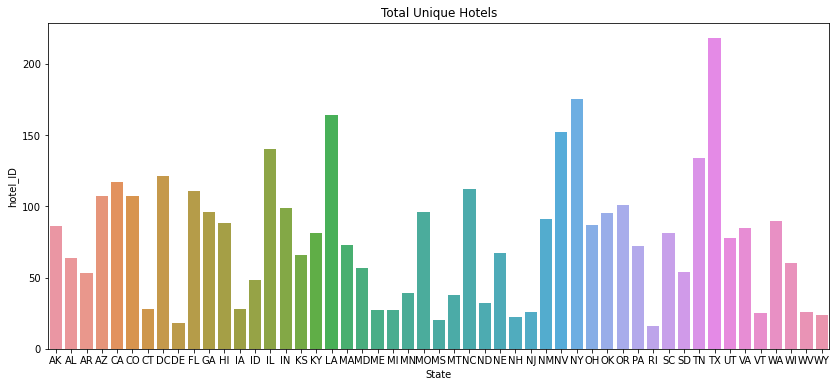 Total Unique Hotels
hotel_ID
200
150
100
50
0
AK AL AR AZ CA CO CT DC DE FL GA HI IA ID IL IN KS KY LA MA MD ME MI MN MO MS MT NC ND NE NH NJ NM NV NY OH OK OR PA RI SC SD TN TX UT VA VT WA WI WV WY
State